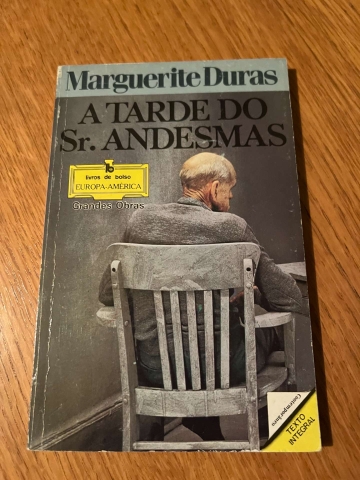 Marguerite Duras
A TARDE DO
Sr. ANDESMAS
livros de bolso
EUROPA-AMÉRICA
Grandes Obras
TEXTO
INTEGRAL